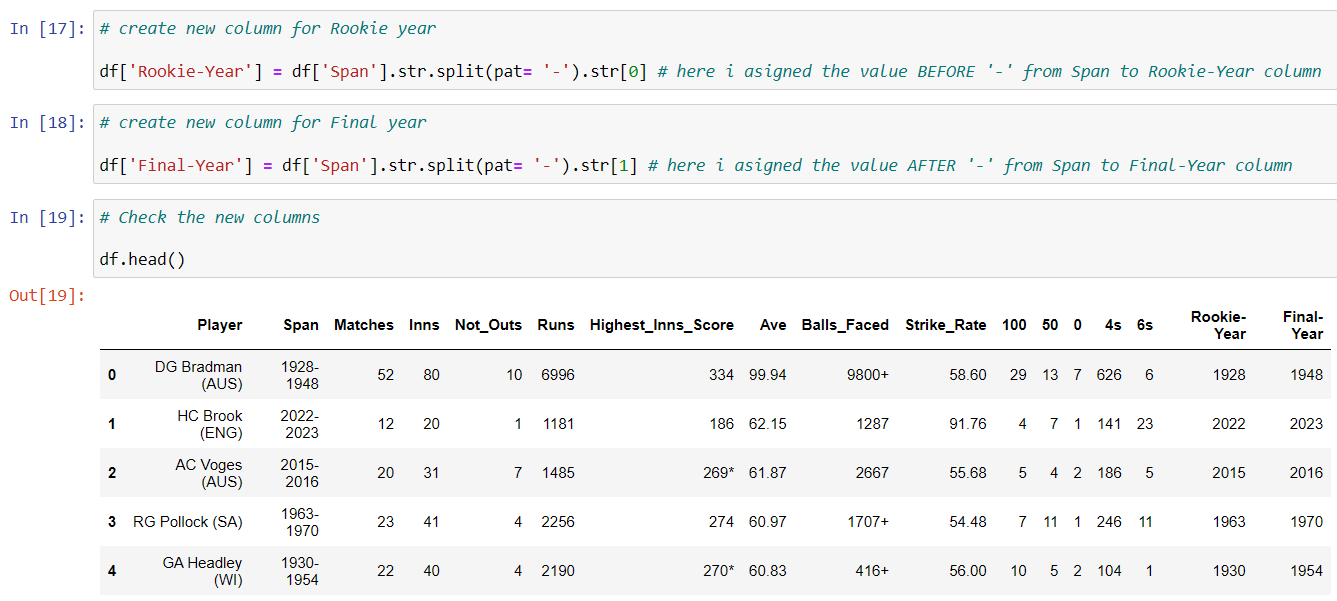 In [17]: # create new column for Rookie year
df['Rookie-Year'] = df['Span'].str.split(pat= '-').str[0] # here i asigned the value BEFORE '-' from Span to Rookie-Year column
In [18]: # create new column for Final year
df['Final-Year'] = df['Span'].str.split(pat= '-').str[1] # here i asigned the value AFTER '-' from Span to Final-Year column
In [19]: # Check the new columns
df.head()
Out[19]:
Player Span Matches Inns Not_Outs Runs Highest_Inns_Score Ave Balls_Faced Strike_Rate 100 50 0 4s 6s Rookie-Year Final-Year
0 DG Bradman (AUS) 1928-1948 52 80 10 6996 334 99.94 9800+ 58.60 29 13 7 626 6 1928 1948
1 HC Brook (ENG) 2022-2023 12 20 1 1181 186 62.15 1287 91.76 4 7 1 141 23 2022 2023
2 AC Voges (AUS) 2015-2016 20 31 7 1485 269* 61.87 2667 55.68 5 4 2 186 5 2015 2016
3 RG Pollock (SA) 1963-1970 23 41 4 2256 274 60.97 1707+ 54.48 7 11 1 246 11 1963 1970
4 GA Headley (WI) 1930-1954 22 40 4 2190 270* 60.83 416+ 56.00 10 5 2 104 1 1930 1954